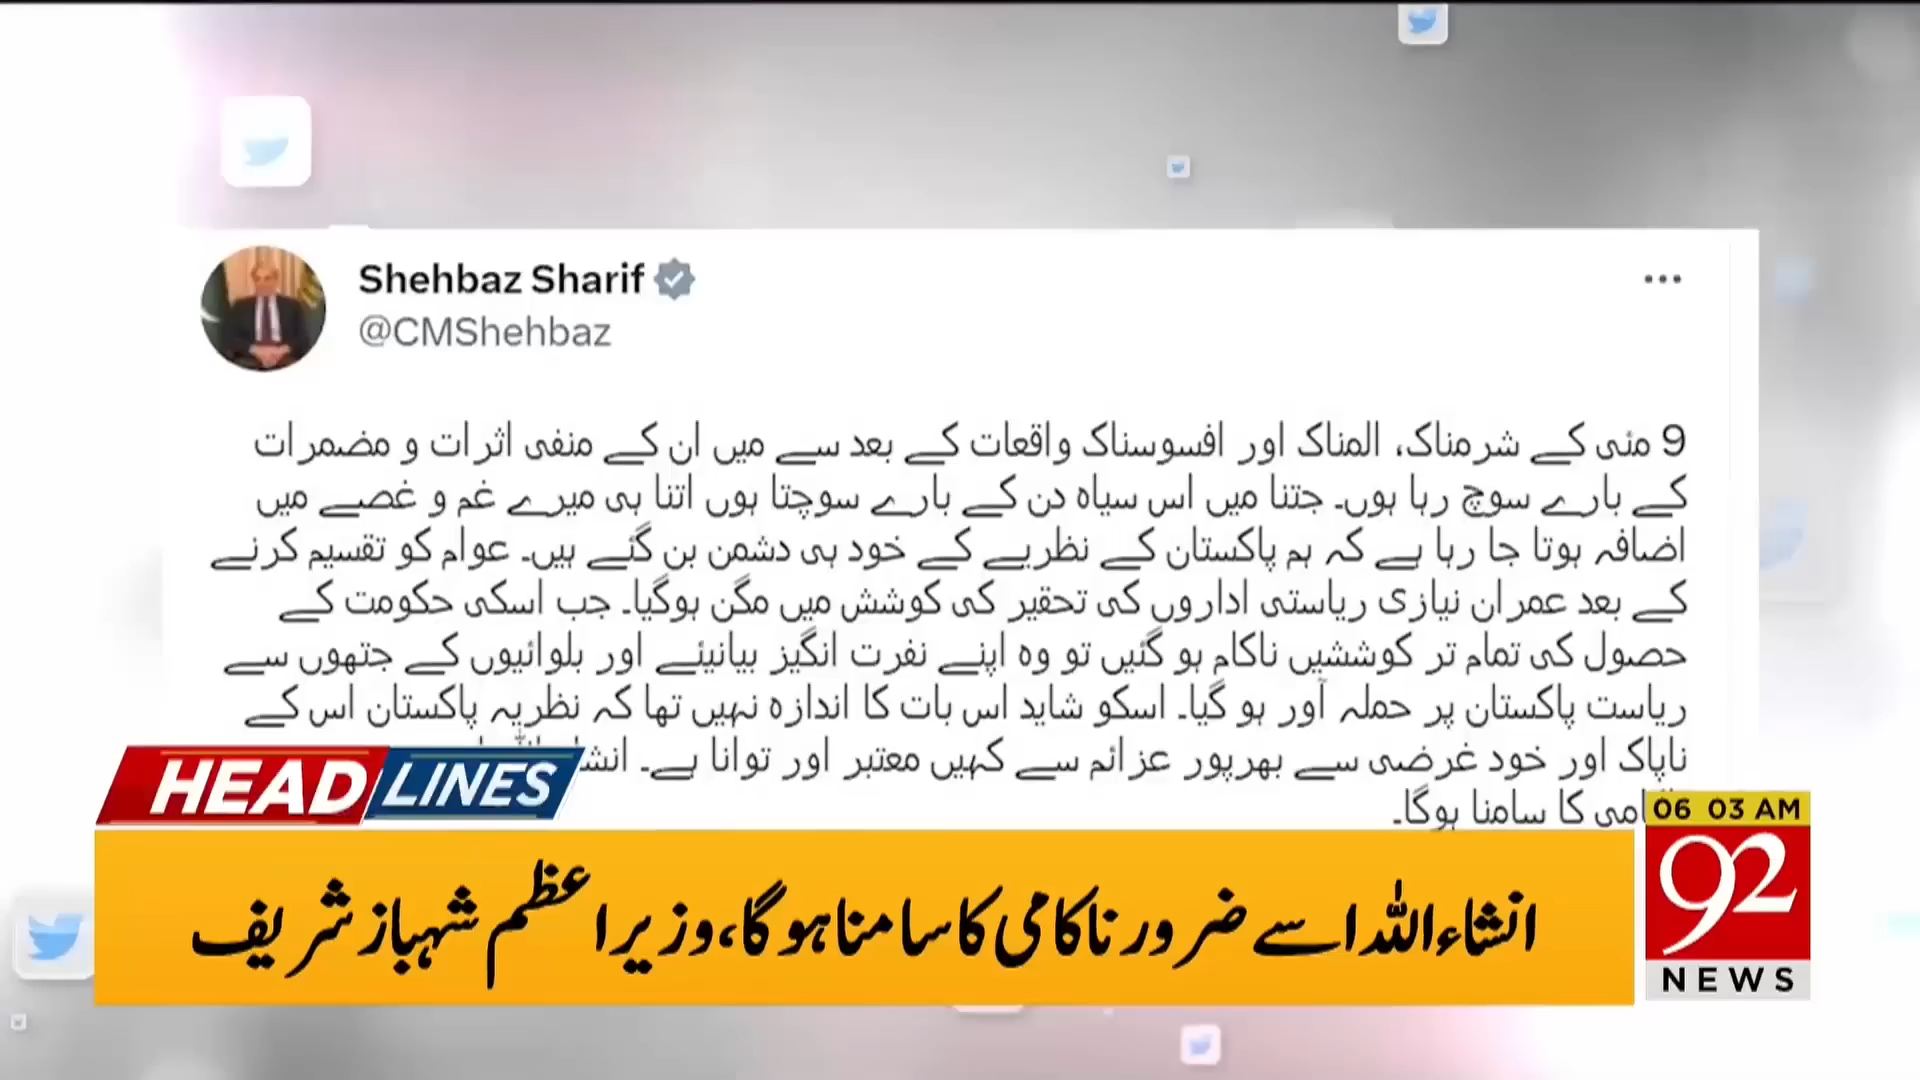 Shehbaz Sharif
@CMShehbaz
9 مئی کے شرمناک، المناک اور افسوسناک واقعات کے بعد سے میں ان کے منفی اثرات و مضمرات
کے بارے سوچ رہا ہوں۔ جتنا میں اس سیاہ دن کے بارے سوچتا ہوں اتنا ہی میرے غم و غصے میں
اضافہ ہوتا جا رہا ہے کہ ہم پاکستان کے نظریے کے خود ہی دشمن بن گئے ہیں۔ عوام کو تقسیم کرنے
کے بعد عمران نیازی ریاستی اداروں کی تحقیر کی کوشش میں مگن ہوگیا۔ جب اسکی حکومت کے
حصول کی تمام تر کوششیں ناکام ہو گئیں تو وہ اپنے نفرت انگیز بیانیئے اور بلوائیوں کے جتھوں سے
ریاست پاکستان پر حملہ آور ہو گیا۔ اسکو شاید اس بات کا اندازہ نہیں تھا کہ نظریہ پاکستان اس کے
ناپاک اور خود غرضی سے بھرپور عزائم سے کہیں معتبر اور توانا ہے۔
کا سامنا ہوگا۔
HEADLINES
06 03 AM
انشاءاللہ اسے ضرور ناکامی کا سامنا ہوگا، وزیراعظم شہباز شریف
92
NEWS